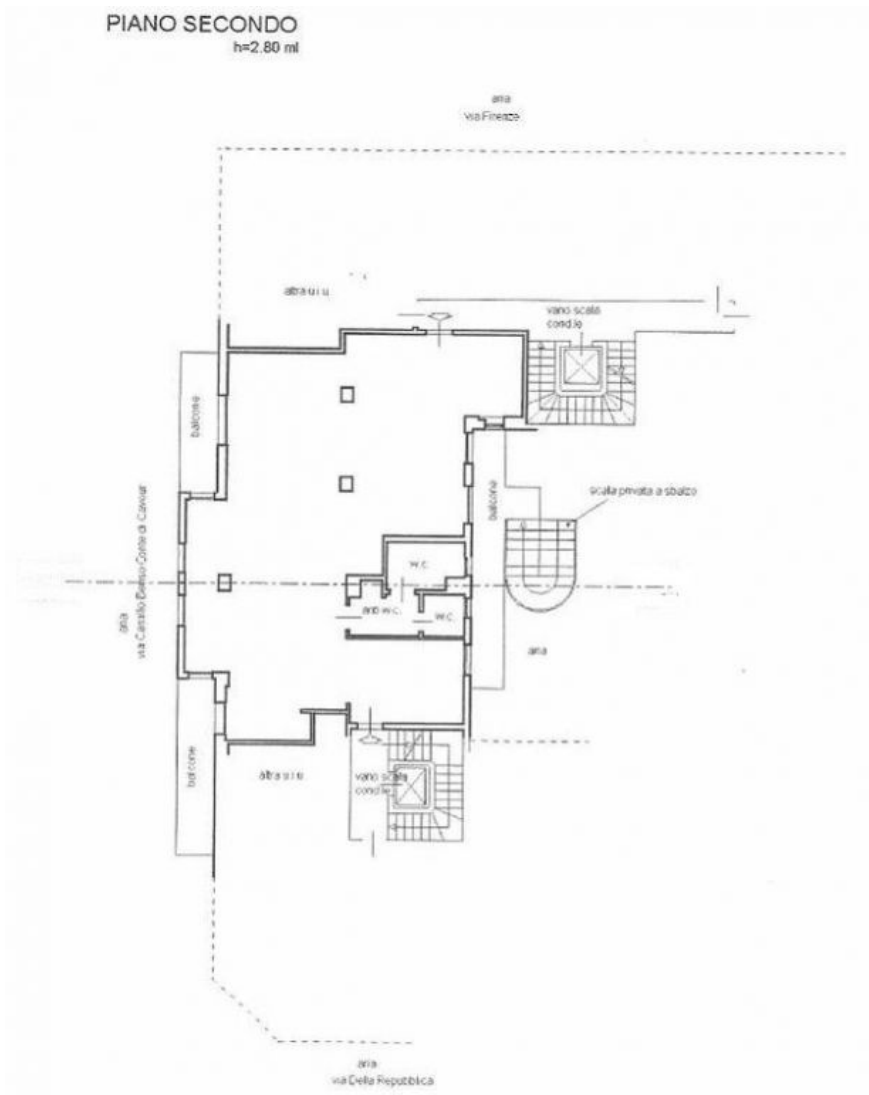 PIANO SECONDO
h=2.80 ml
aria
via Firenze
altra u i u
vano scala
cond.le
balcone
balcone
scala privata a sbalzo
w.c.
ant w.c.
w.c.
aria
via Camillo Benso Conte di Cavour
aria
balcone
altra u i u
vano scala
cond.le
aria
via Della Repubblica